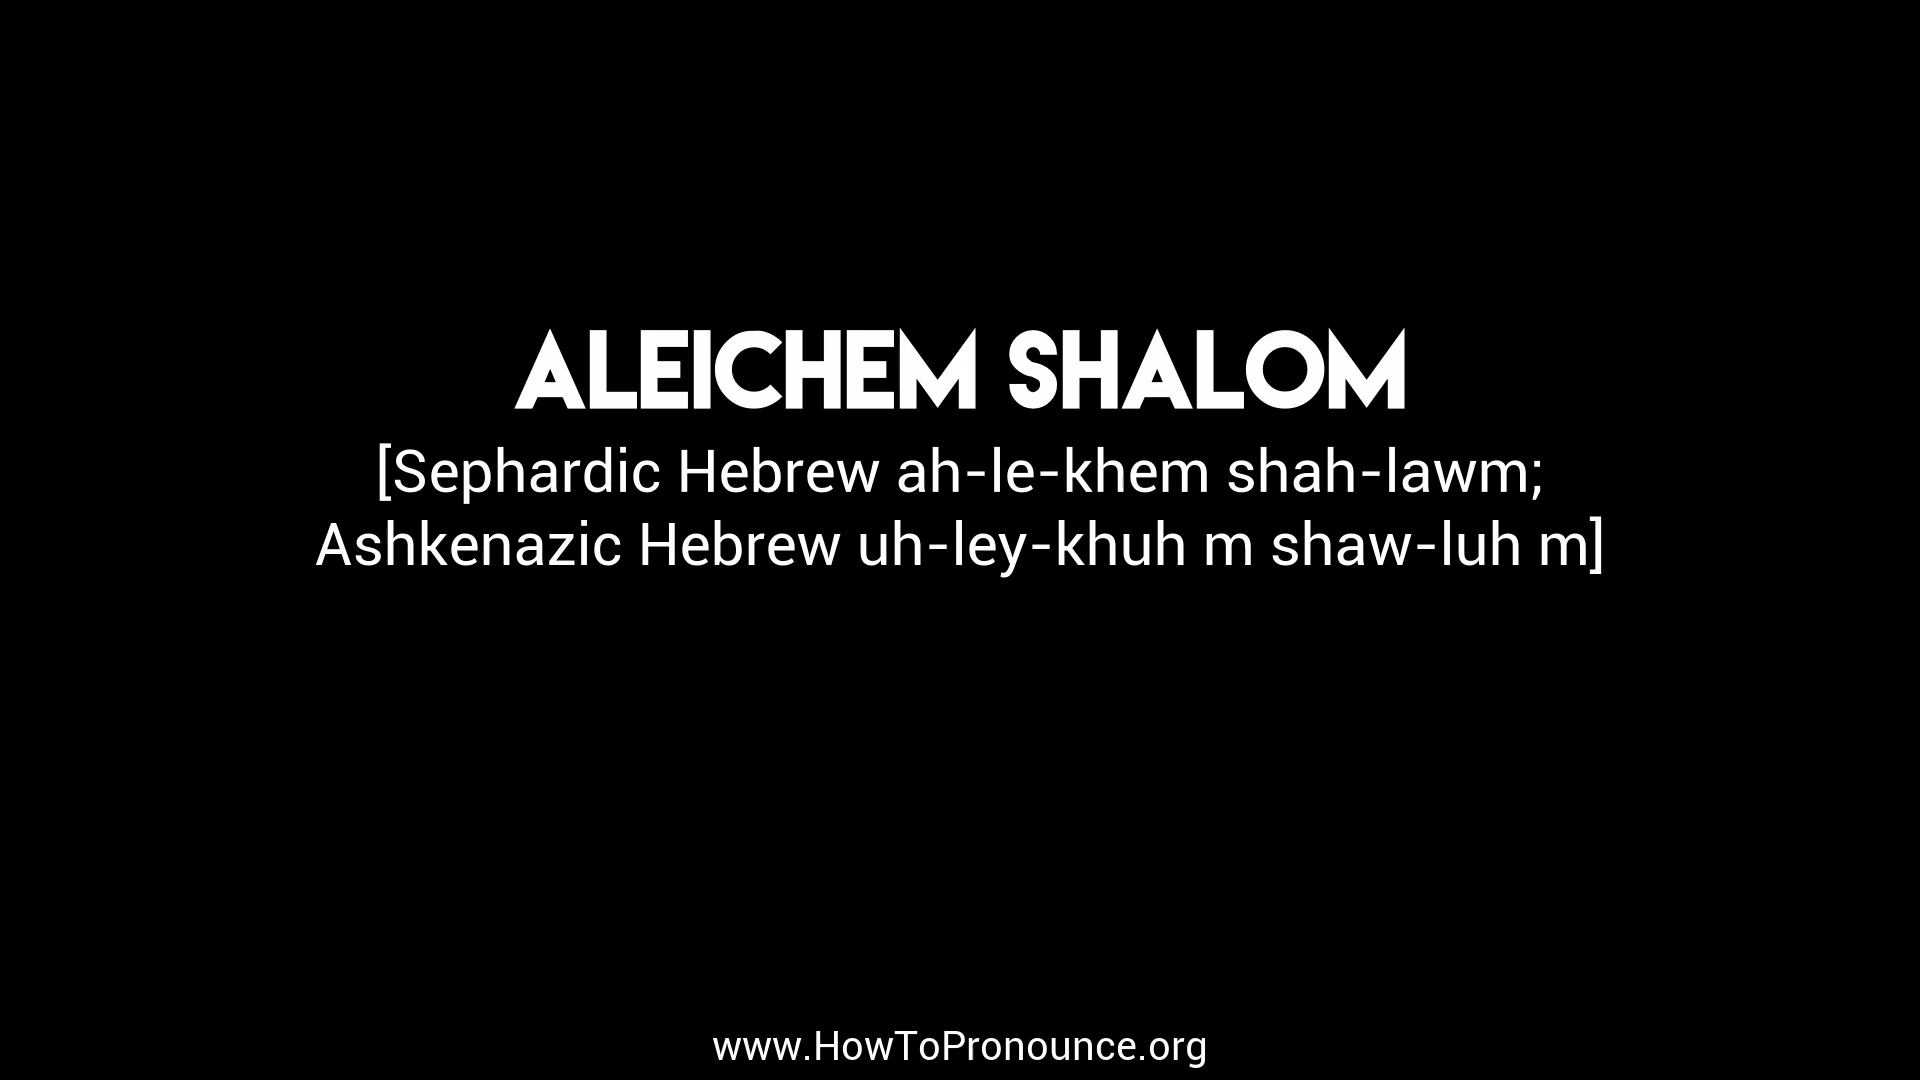 ALEICHEM SHALOM
[Sephardic Hebrew ah-le-khem shah-lawm;
Ashkenazic Hebrew uh-ley-khuh m shaw-luh m]
www.HowToPronounce.org